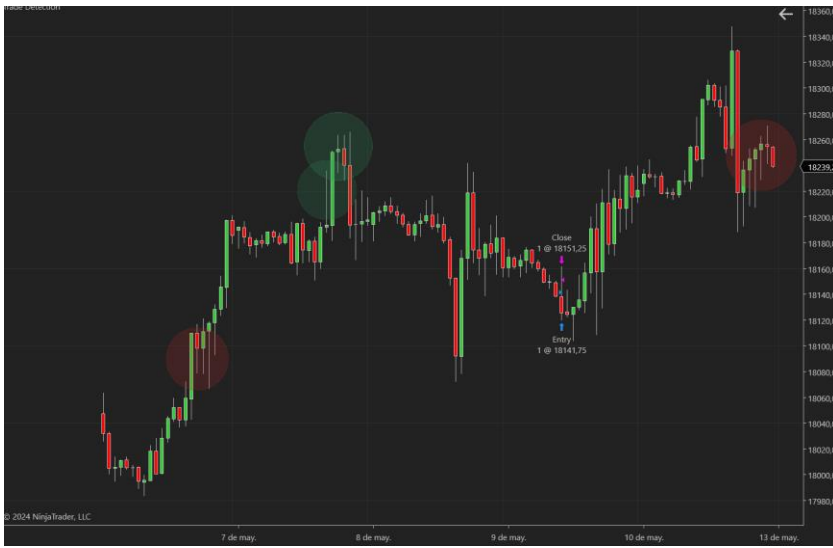 Trade Detection
18360,
18340,
18320,
18300,
18280,
18260,
18239,
18220,
18200,
18180,
18160,
18140,
18120,
18100,
18080,
18060,
18040,
18020,
18000,
17980,
Close
1 @ 18151,25
Entry
1 @ 18141,75
© 2024 NinjaTrader, LLC
7 de may.
8 de may.
9 de may.
10 de may.
13 de may.